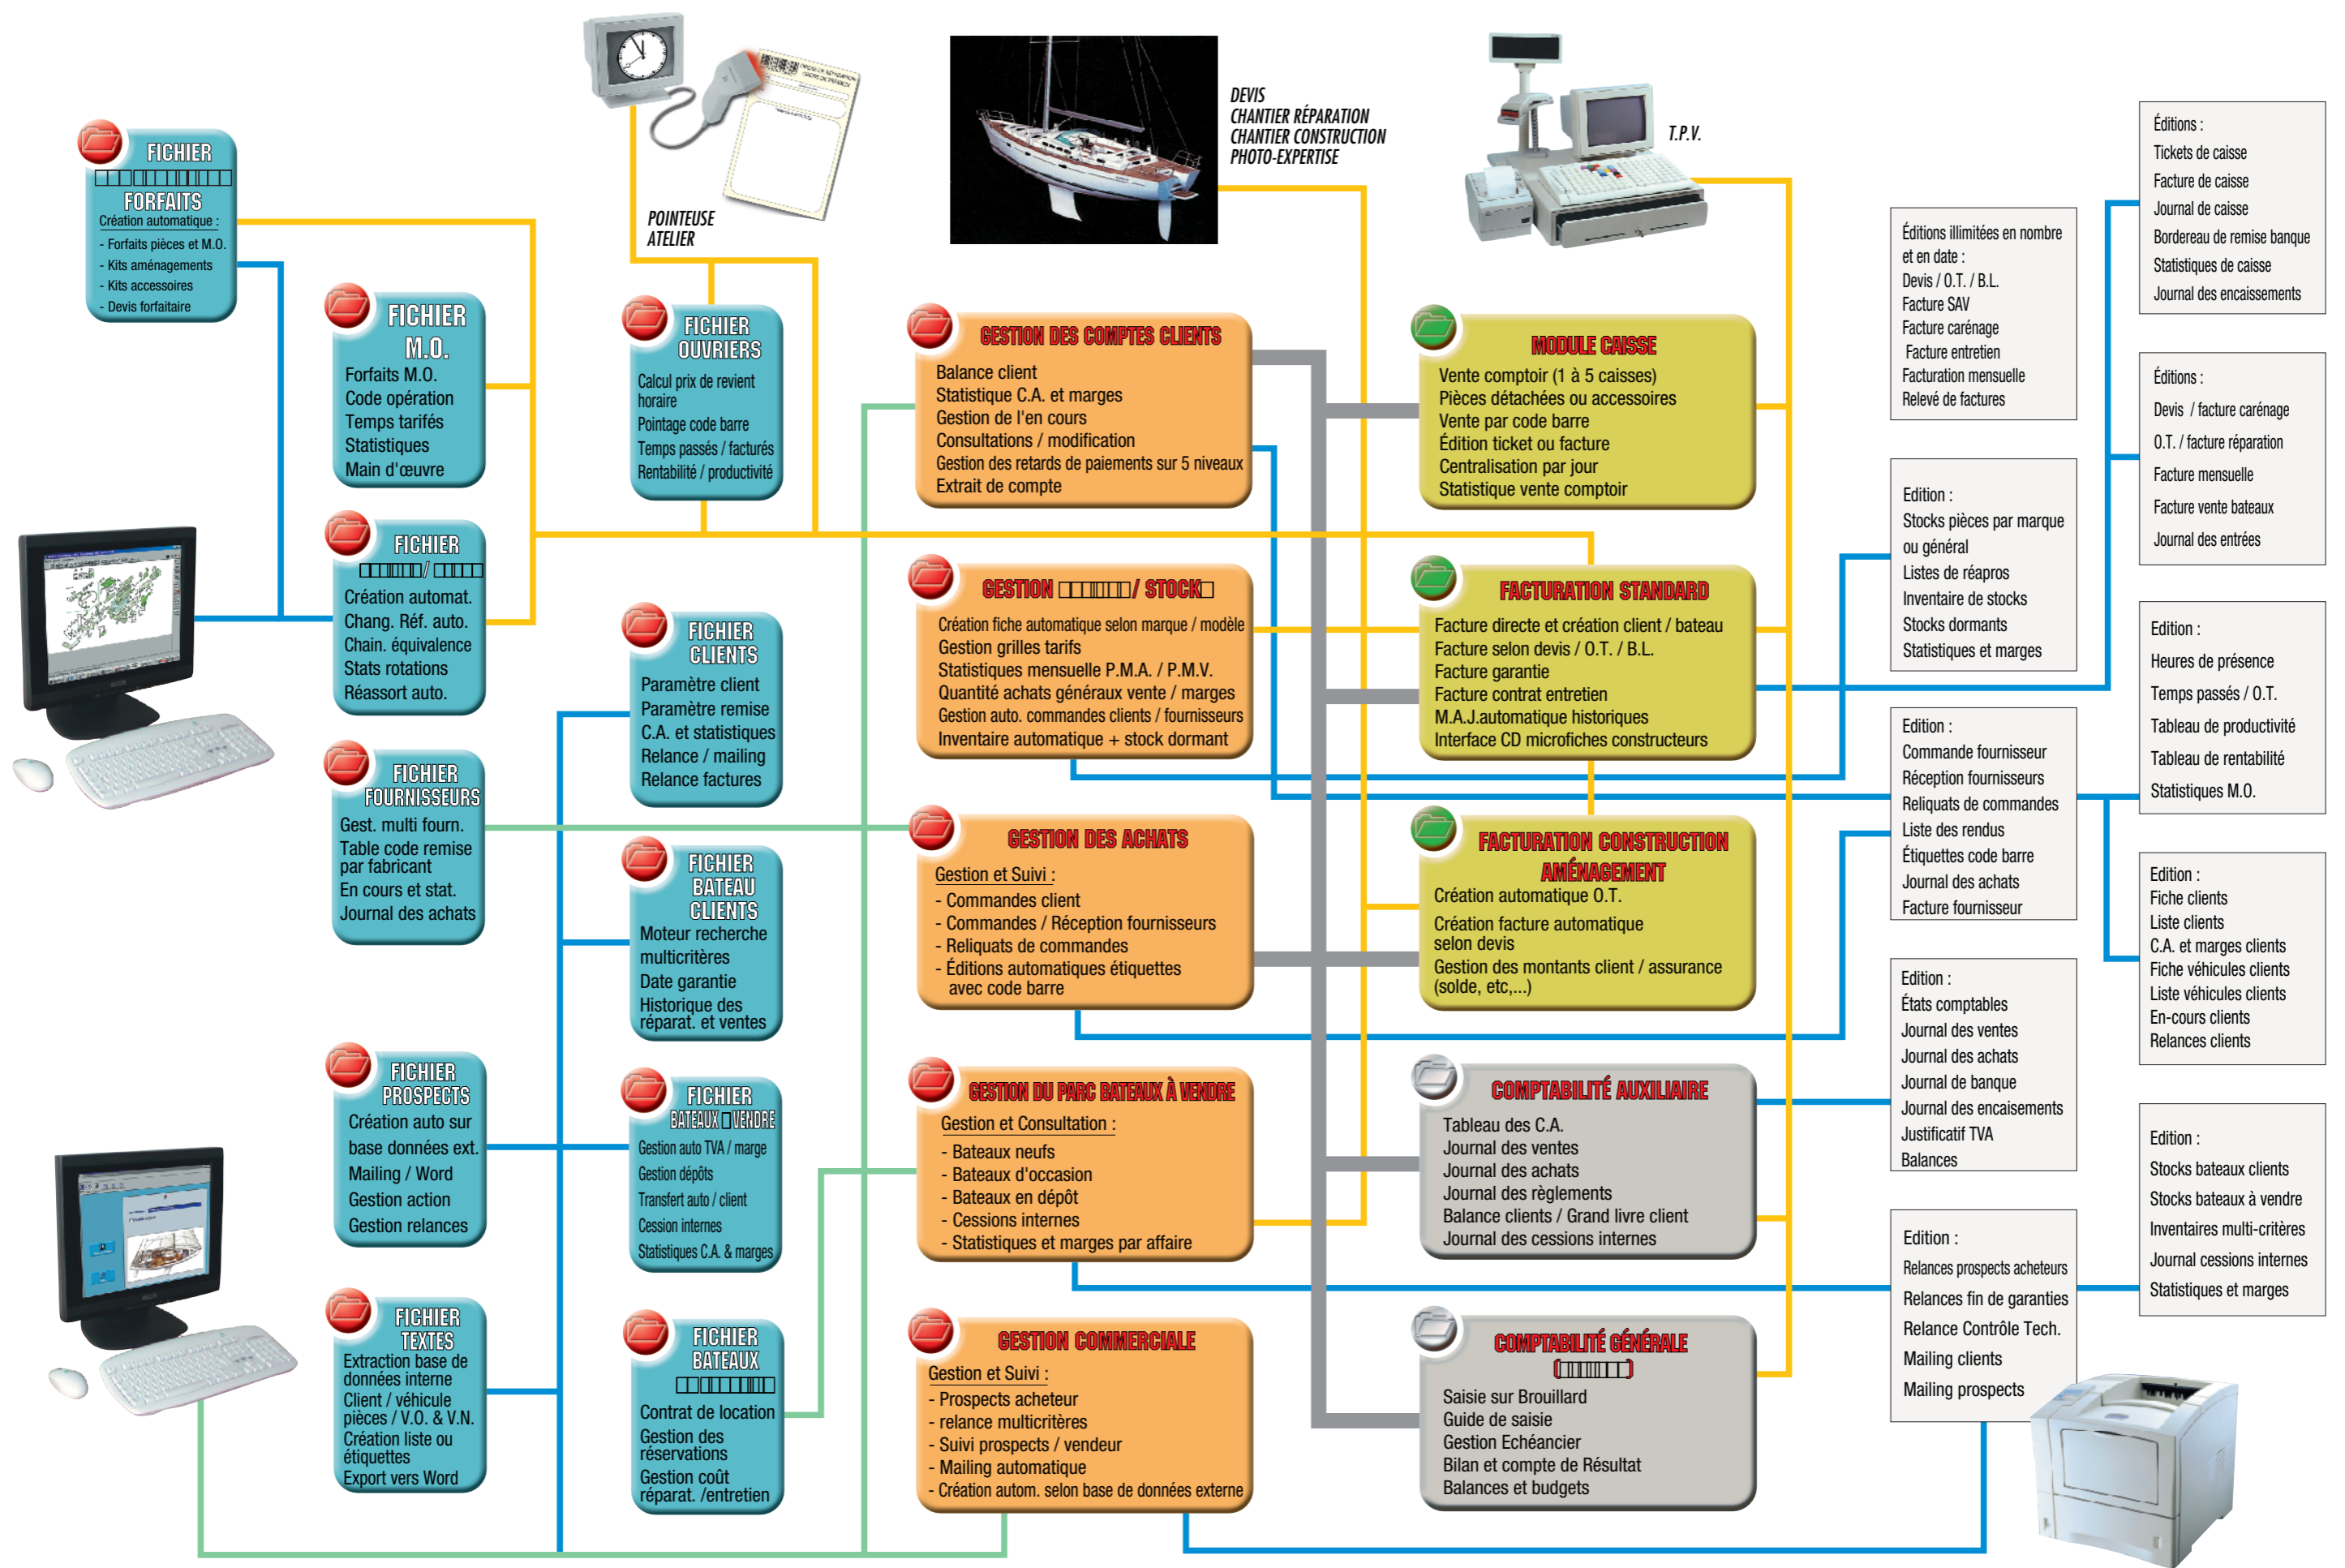 POINTEUSE
ATELIER
DEVIS
CHANTIER RÉPARATION
CHANTIER CONSTRUCTION
PHOTO-EXPERTISE
T.P.V.
FICHIER
FORFAITS
Création automatique :
- Forfaits pièces et M.O.
- Kits aménagements
- Kits accessoires
- Devis forfaitaire
FICHIER
M.O.
Forfaits M.O.
Code opération
Temps tarifés
Statistiques
Main d'œuvre
FICHIER
/
Création automat.
Chang. Réf. auto.
Chain. équivalence
Stats rotations
Réassort auto.
FICHIER
FOURNISSEURS
Gest. multi fourn.
Table code remise
par fabricant
En cours et stat.
Journal des achats
FICHIER
PROSPECTS
Création auto sur
base données ext.
Mailing / Word
Gestion action
Gestion relances
FICHIER
TEXTES
Extraction base de
données interne
Client / véhicule
pièces / V.O. & V.N.
Création liste ou
étiquettes
Export vers Word
FICHIER
OUVRIERS
Calcul prix de revient
horaire
Pointage code barre
Temps passés / facturés
Rentabilité / productivité
FICHIER
CLIENTS
Paramètre client
Paramètre remise
C.A. et statistiques
Relance / mailing
Relance factures
FICHIER
BATEAU
CLIENTS
Moteur recherche
multicritères
Date garantie
Historique des
réparat. et ventes
FICHIER
BATEAUX VENDRE
Gestion auto TVA / marge
Gestion dépôts
Transfert auto / client
Cession internes
Statistiques C.A. & marges
FICHIER
BATEAUX
Contrat de location
Gestion des
réservations
Gestion coût
réparat. /entretien
GESTION DES COMPTES CLIENTS
Balance client
Statistique C.A. et marges
Gestion de l'en cours
Consultations / modification
Gestion des retards de paiements sur 5 niveaux
Extrait de compte
GESTION / STOCK
Création fiche automatique selon marque / modèle
Gestion grilles tarifs
Statistiques mensuelle P.M.A. / P.M.V.
Quantité achats généraux vente / marges
Gestion auto. commandes clients / fournisseurs
Inventaire automatique + stock dormant
GESTION DES ACHATS
Gestion et Suivi :
- Commandes client
- Commandes / Réception fournisseurs
- Reliquats de commandes
- Éditions automatiques étiquettes
avec code barre
GESTION DU PARC BATEAUX À VENDRE
Gestion et Consultation :
- Bateaux neufs
- Bateaux d'occasion
- Bateaux en dépôt
- Cessions internes
- Statistiques et marges par affaire
GESTION COMMERCIALE
Gestion et Suivi :
- Prospects acheteur
- relance multicritères
- Suivi prospects / vendeur
- Mailing automatique
- Création autom. selon base de données externe
MODULE CAISSE
Vente comptoir (1 à 5 caisses)
Pièces détachées ou accessoires
Vente par code barre
Édition ticket ou facture
Centralisation par jour
Statistique vente comptoir
FACTURATION STANDARD
Facture directe et création client / bateau
Facture selon devis / O.T. / B.L.
Facture garantie
Facture contrat entretien
M.A.J.automatique historiques
Interface CD microfiches constructeurs
FACTURATION CONSTRUCTION
AMÉNAGEMENT
Création automatique O.T.
Création facture automatique
selon devis
Gestion des montants client / assurance
(solde, etc,...)
COMPTABILITÉ AUXILIAIRE
Tableau des C.A.
Journal des ventes
Journal des achats
Journal des règlements
Balance clients / Grand livre client
Journal des cessions internes
COMPTABILITÉ GÉNÉRALE
Saisie sur Brouillard
Guide de saisie
Gestion Echéancier
Bilan et compte de Résultat
Balances et budgets
Éditions illimitées en nombre
et en date :
Devis / O.T. / B.L.
Facture SAV
Facture carénage
Facture entretien
Facturation mensuelle
Relevé de factures
Edition :
Stocks pièces par marque
ou général
Listes de réapros
Inventaire de stocks
Stocks dormants
Statistiques et marges
Edition :
Commande fournisseur
Réception fournisseurs
Reliquats de commandes
Liste des rendus
Étiquettes code barre
Journal des achats
Facture fournisseur
Edition :
États comptables
Journal des ventes
Journal des achats
Journal de banque
Journal des encaisements
Justificatif TVA
Balances
Edition :
Relances prospects acheteurs
Relances fin de garanties
Relance Contrôle Tech.
Mailing clients
Mailing prospects
Éditions :
Tickets de caisse
Facture de caisse
Journal de caisse
Bordereau de remise banque
Statistiques de caisse
Journal des encaissements
Éditions :
Devis / facture carénage
O.T. / facture réparation
Facture mensuelle
Facture vente bateaux
Journal des entrées
Edition :
Heures de présence
Temps passés / O.T.
Tableau de productivité
Tableau de rentabilité
Statistiques M.O.
Edition :
Fiche clients
Liste clients
C.A. et marges clients
Fiche véhicules clients
Liste véhicules clients
En-cours clients
Relances clients
Edition :
Stocks bateaux clients
Stocks bateaux à vendre
Inventaires multi-critères
Journal cessions internes
Statistiques et marges